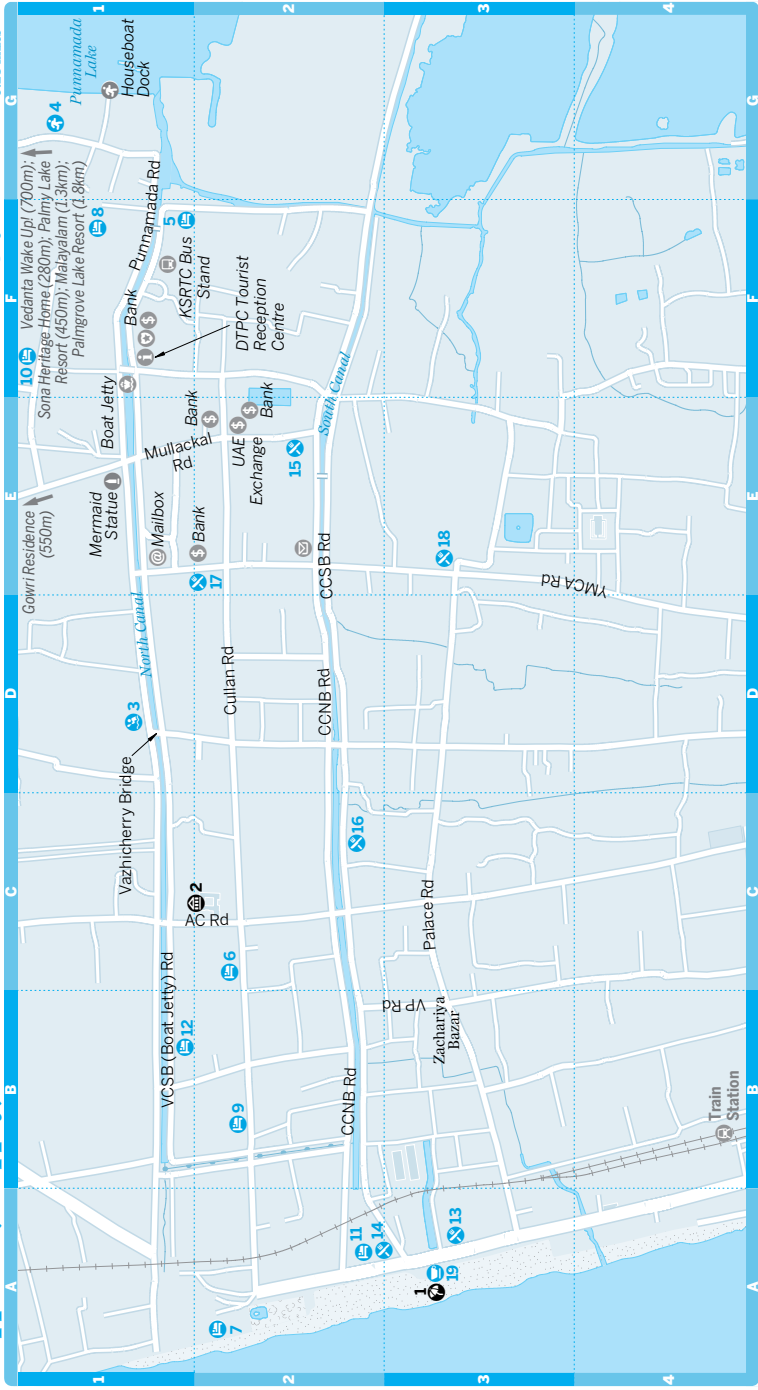 1
2
3
4
G
Punnamada
Lake
4
Houseboat
Dock
Vedanta Wake Up! (700m);
Sona Heritage Home (280m); Palmy Lake
Resort (450m); Malayalam (1.3km);
Palmgrove Lake Resort (1.8km)
10
8
Punnamada Rd
5
KSRTC Bus
Stand
Bank
$
i
DTPC Tourist
Reception
Centre
F
Boat Jetty
Mullackal
Rd
Bank
$
UAE
Exchange
$
$
Bank
15
South Canal
Gowri Residence
(550m)
Mermaid
Statue
@
Mailbox
$
Bank
17
CCSB Rd
18
YMCA Rd
E
North Canal
3
Cullan Rd
CCNB Rd
D
Vazhicherry Bridge
2
AC Rd
16
Palace Rd
C
6
VCSB (Boat Jetty) Rd
12
9
CCNB Rd
VP Rd
Zachariya
Bazar
Train
Station
B
11
14
13
1
19
7
A
1
2
3
4
G
F
E
D
C
B
A